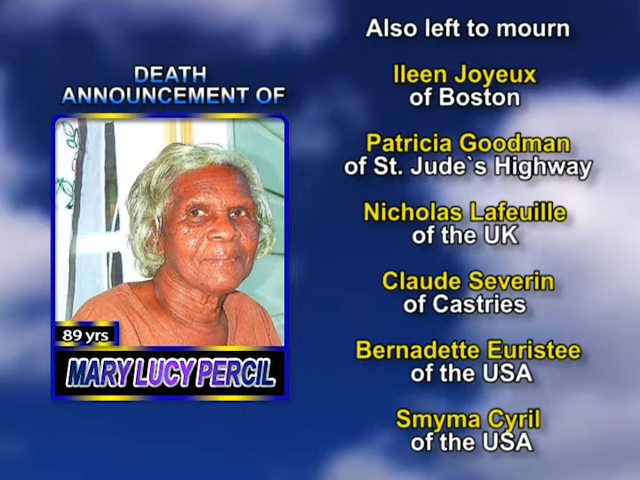 DEATH
ANNOUNCEMENT OF
89 yrs
MARY LUCY PERCIL
Also left to mourn
Ileen Joyeux
of Boston
Patricia Goodman
of St. Jude`s Highway
Nicholas Lafeuille
of the UK
Claude Severin
of Castries
Bernadette Euristee
of the USA
Smyma Cyril
of the USA